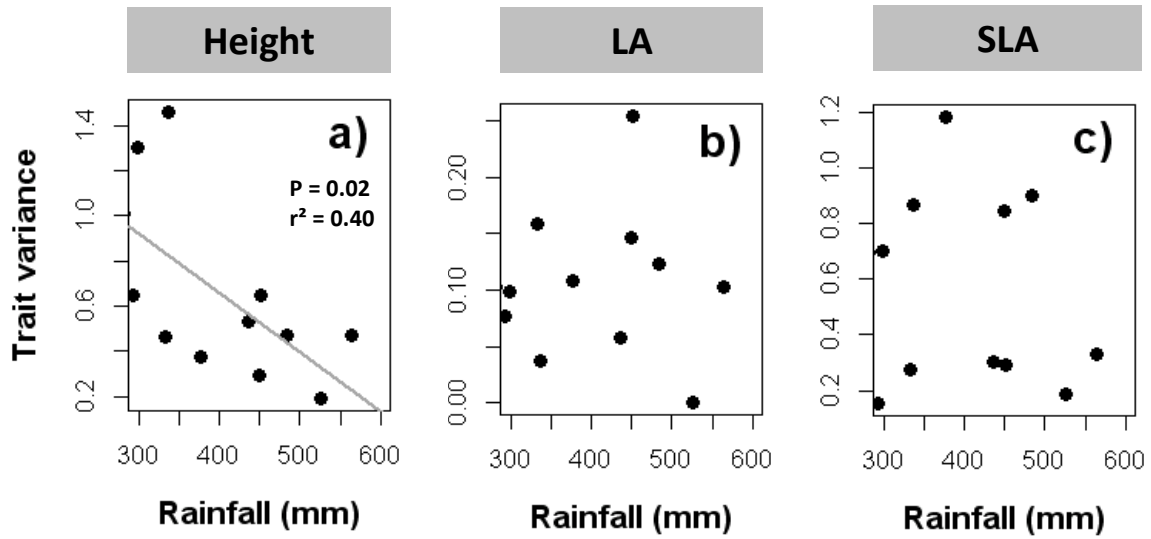 Height
LA
SLA
Trait variance
a)
P = 0.02
r² = 0.40
0.2
0.6
1.0
1.4
300
400
500
600
Rainfall (mm)
b)
0.00
0.10
0.20
300
400
500
600
Rainfall (mm)
c)
0.2
0.4
0.6
0.8
1.0
1.2
300
400
500
600
Rainfall (mm)